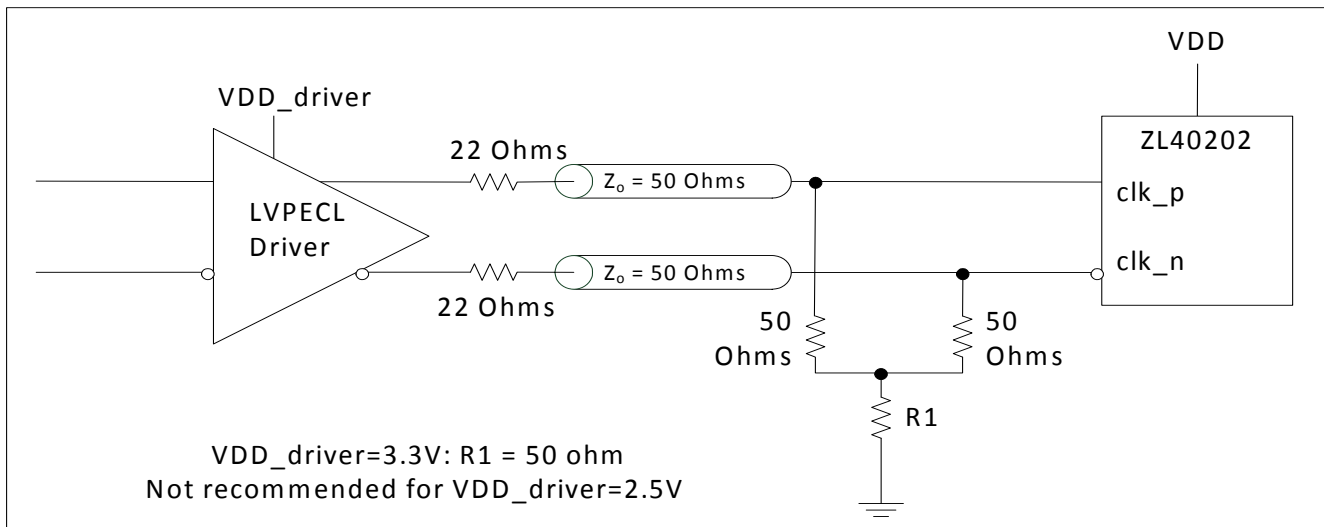 VDD
VDD_driver
ZL40202
22 Ohms
Zo = 50 Ohms
clk_p
LVPECL
Driver
Zo = 50 Ohms
clk_n
22 Ohms
50
Ohms
50
Ohms
R1
VDD_driver=3.3V: R1 = 50 ohm
Not recommended for VDD_driver=2.5V